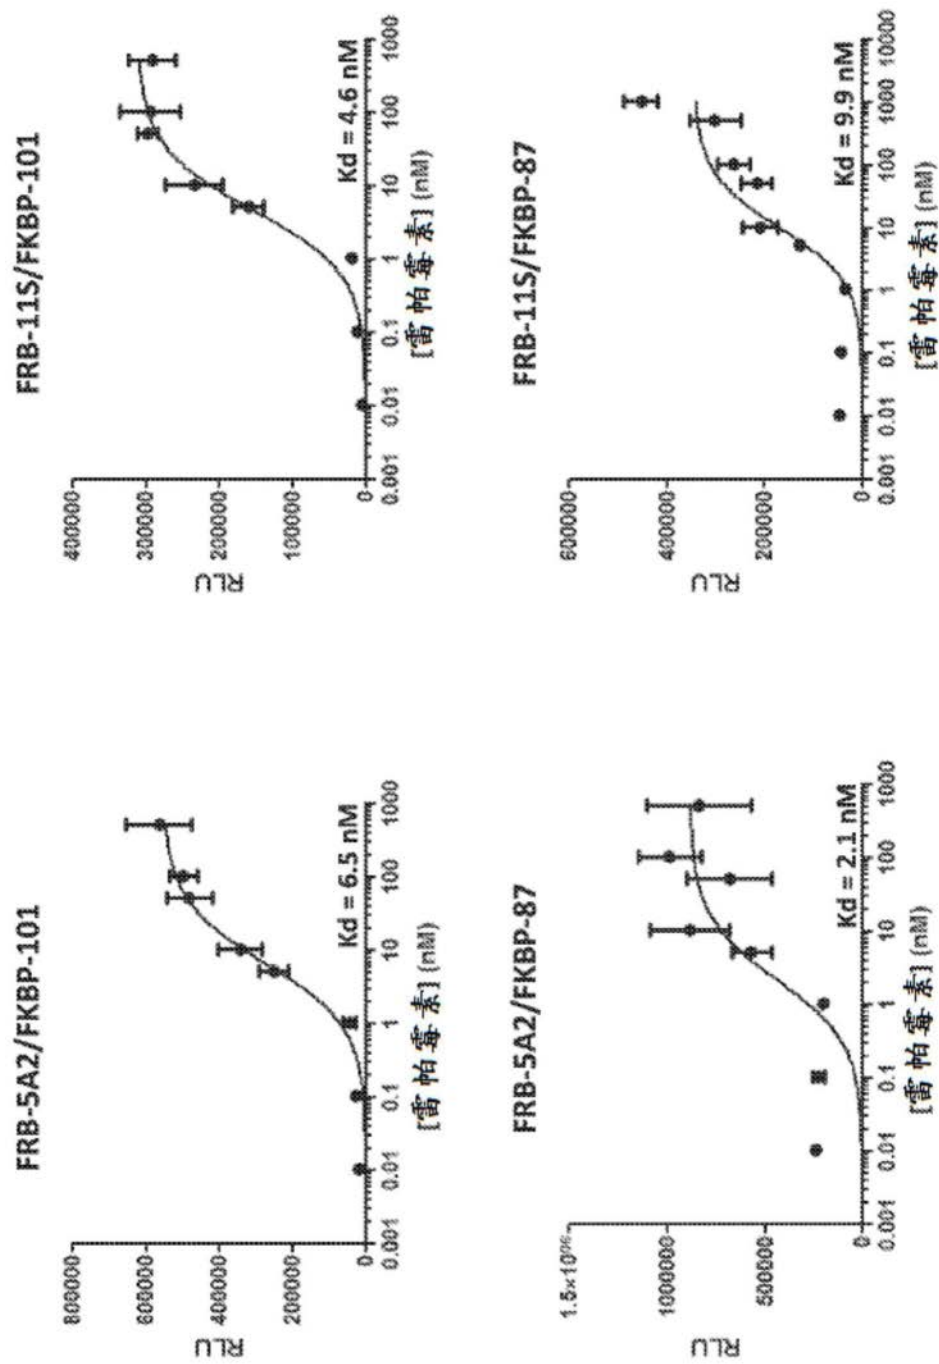 FRB-5A2/FKBP-101
RLU
800000
600000
400000
200000
0
0.001
0.01
0.1
1
10
100
1000
Kd = 6.5 nM
[雷帕霉素] (nM)
FRB-11S/FKBP-101
RLU
400000
300000
200000
100000
0
0.001
0.01
0.1
1
10
100
1000
Kd = 4.6 nM
[雷帕霉素] (nM)
FRB-5A2/FKBP-87
RLU
1.5×10⁰⁶
1000000
500000
0
0.001
0.01
0.1
1
10
100
1000
Kd = 2.1 nM
[雷帕霉素] (nM)
FRB-11S/FKBP-87
RLU
600000
400000
200000
0
0.001
0.01
0.1
1
10
100
1000
10000
Kd = 9.9 nM
[雷帕霉素] (nM)